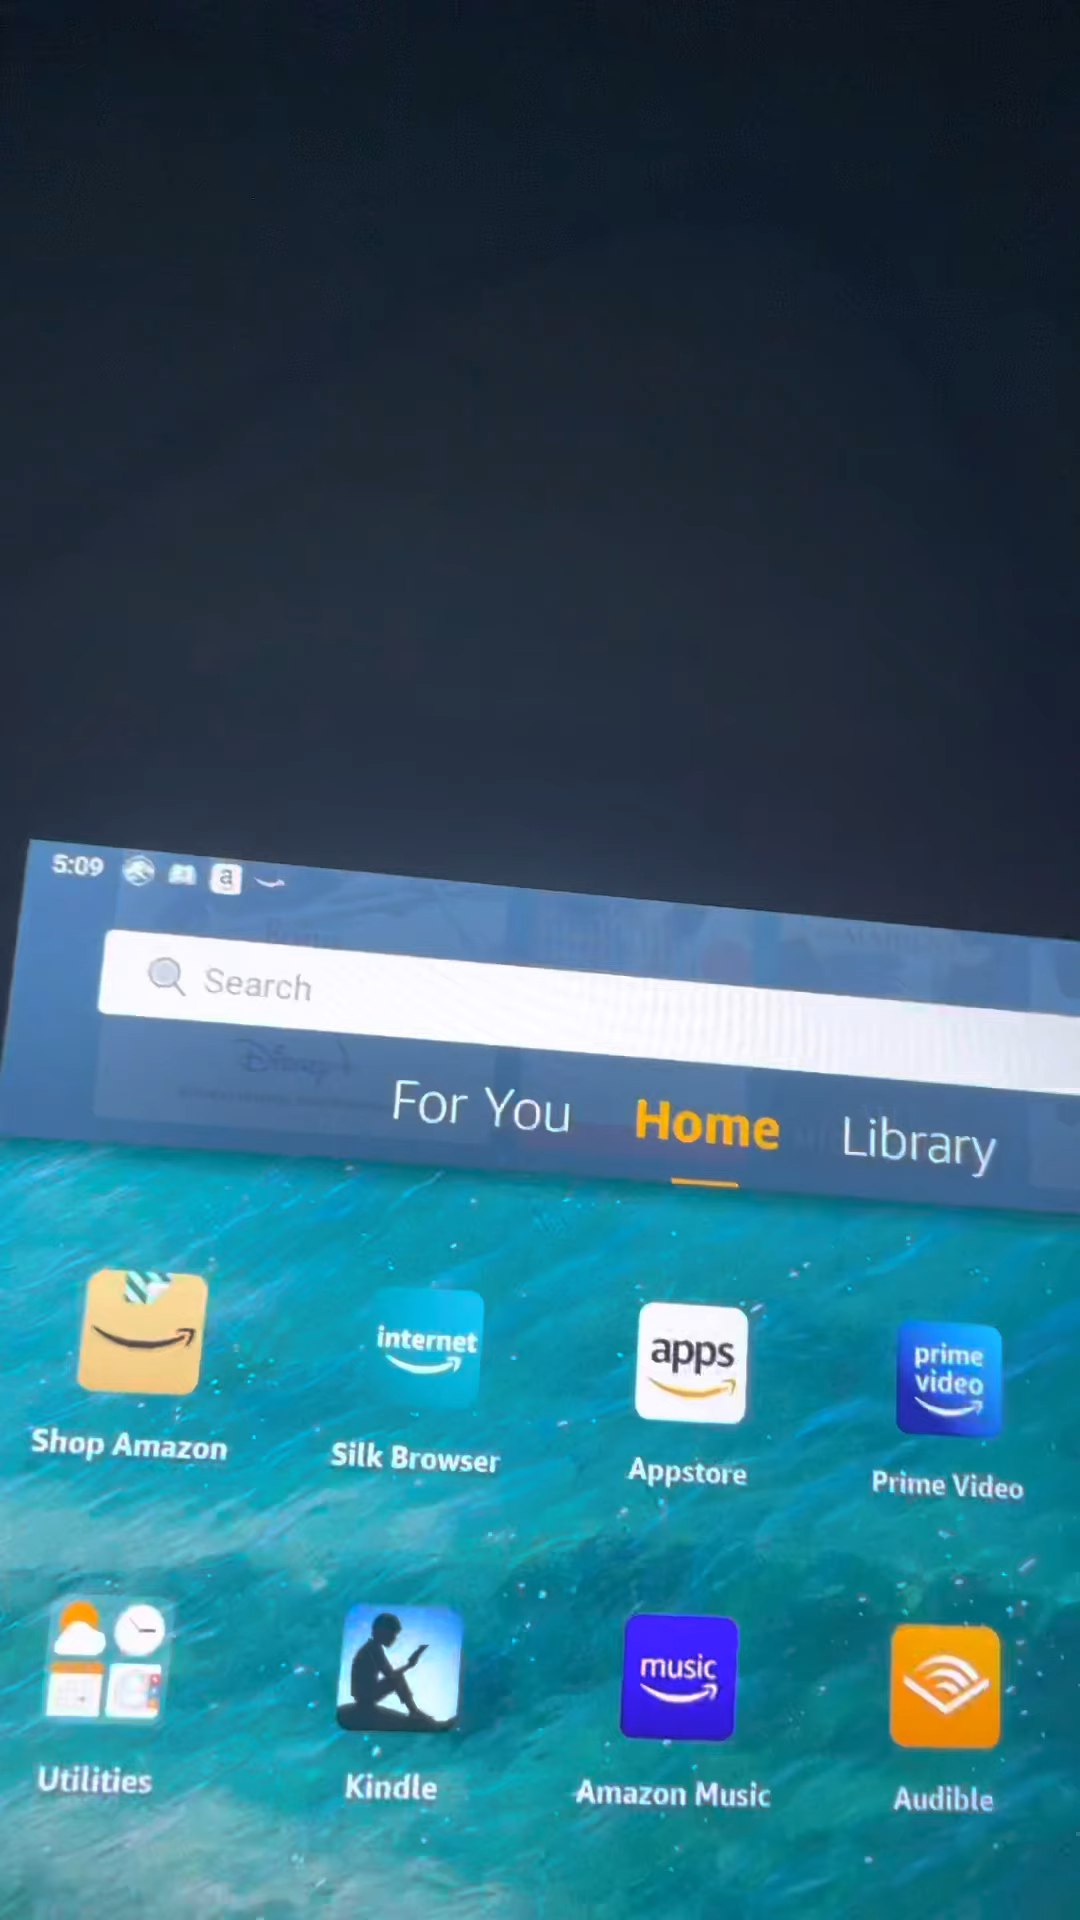 5:09 a
Search
Disney+
For You Home Library
internet
apps
prime
video
Shop Amazon Silk Browser Appstore Prime Video
music
Utilities Kindle Amazon Music Audible